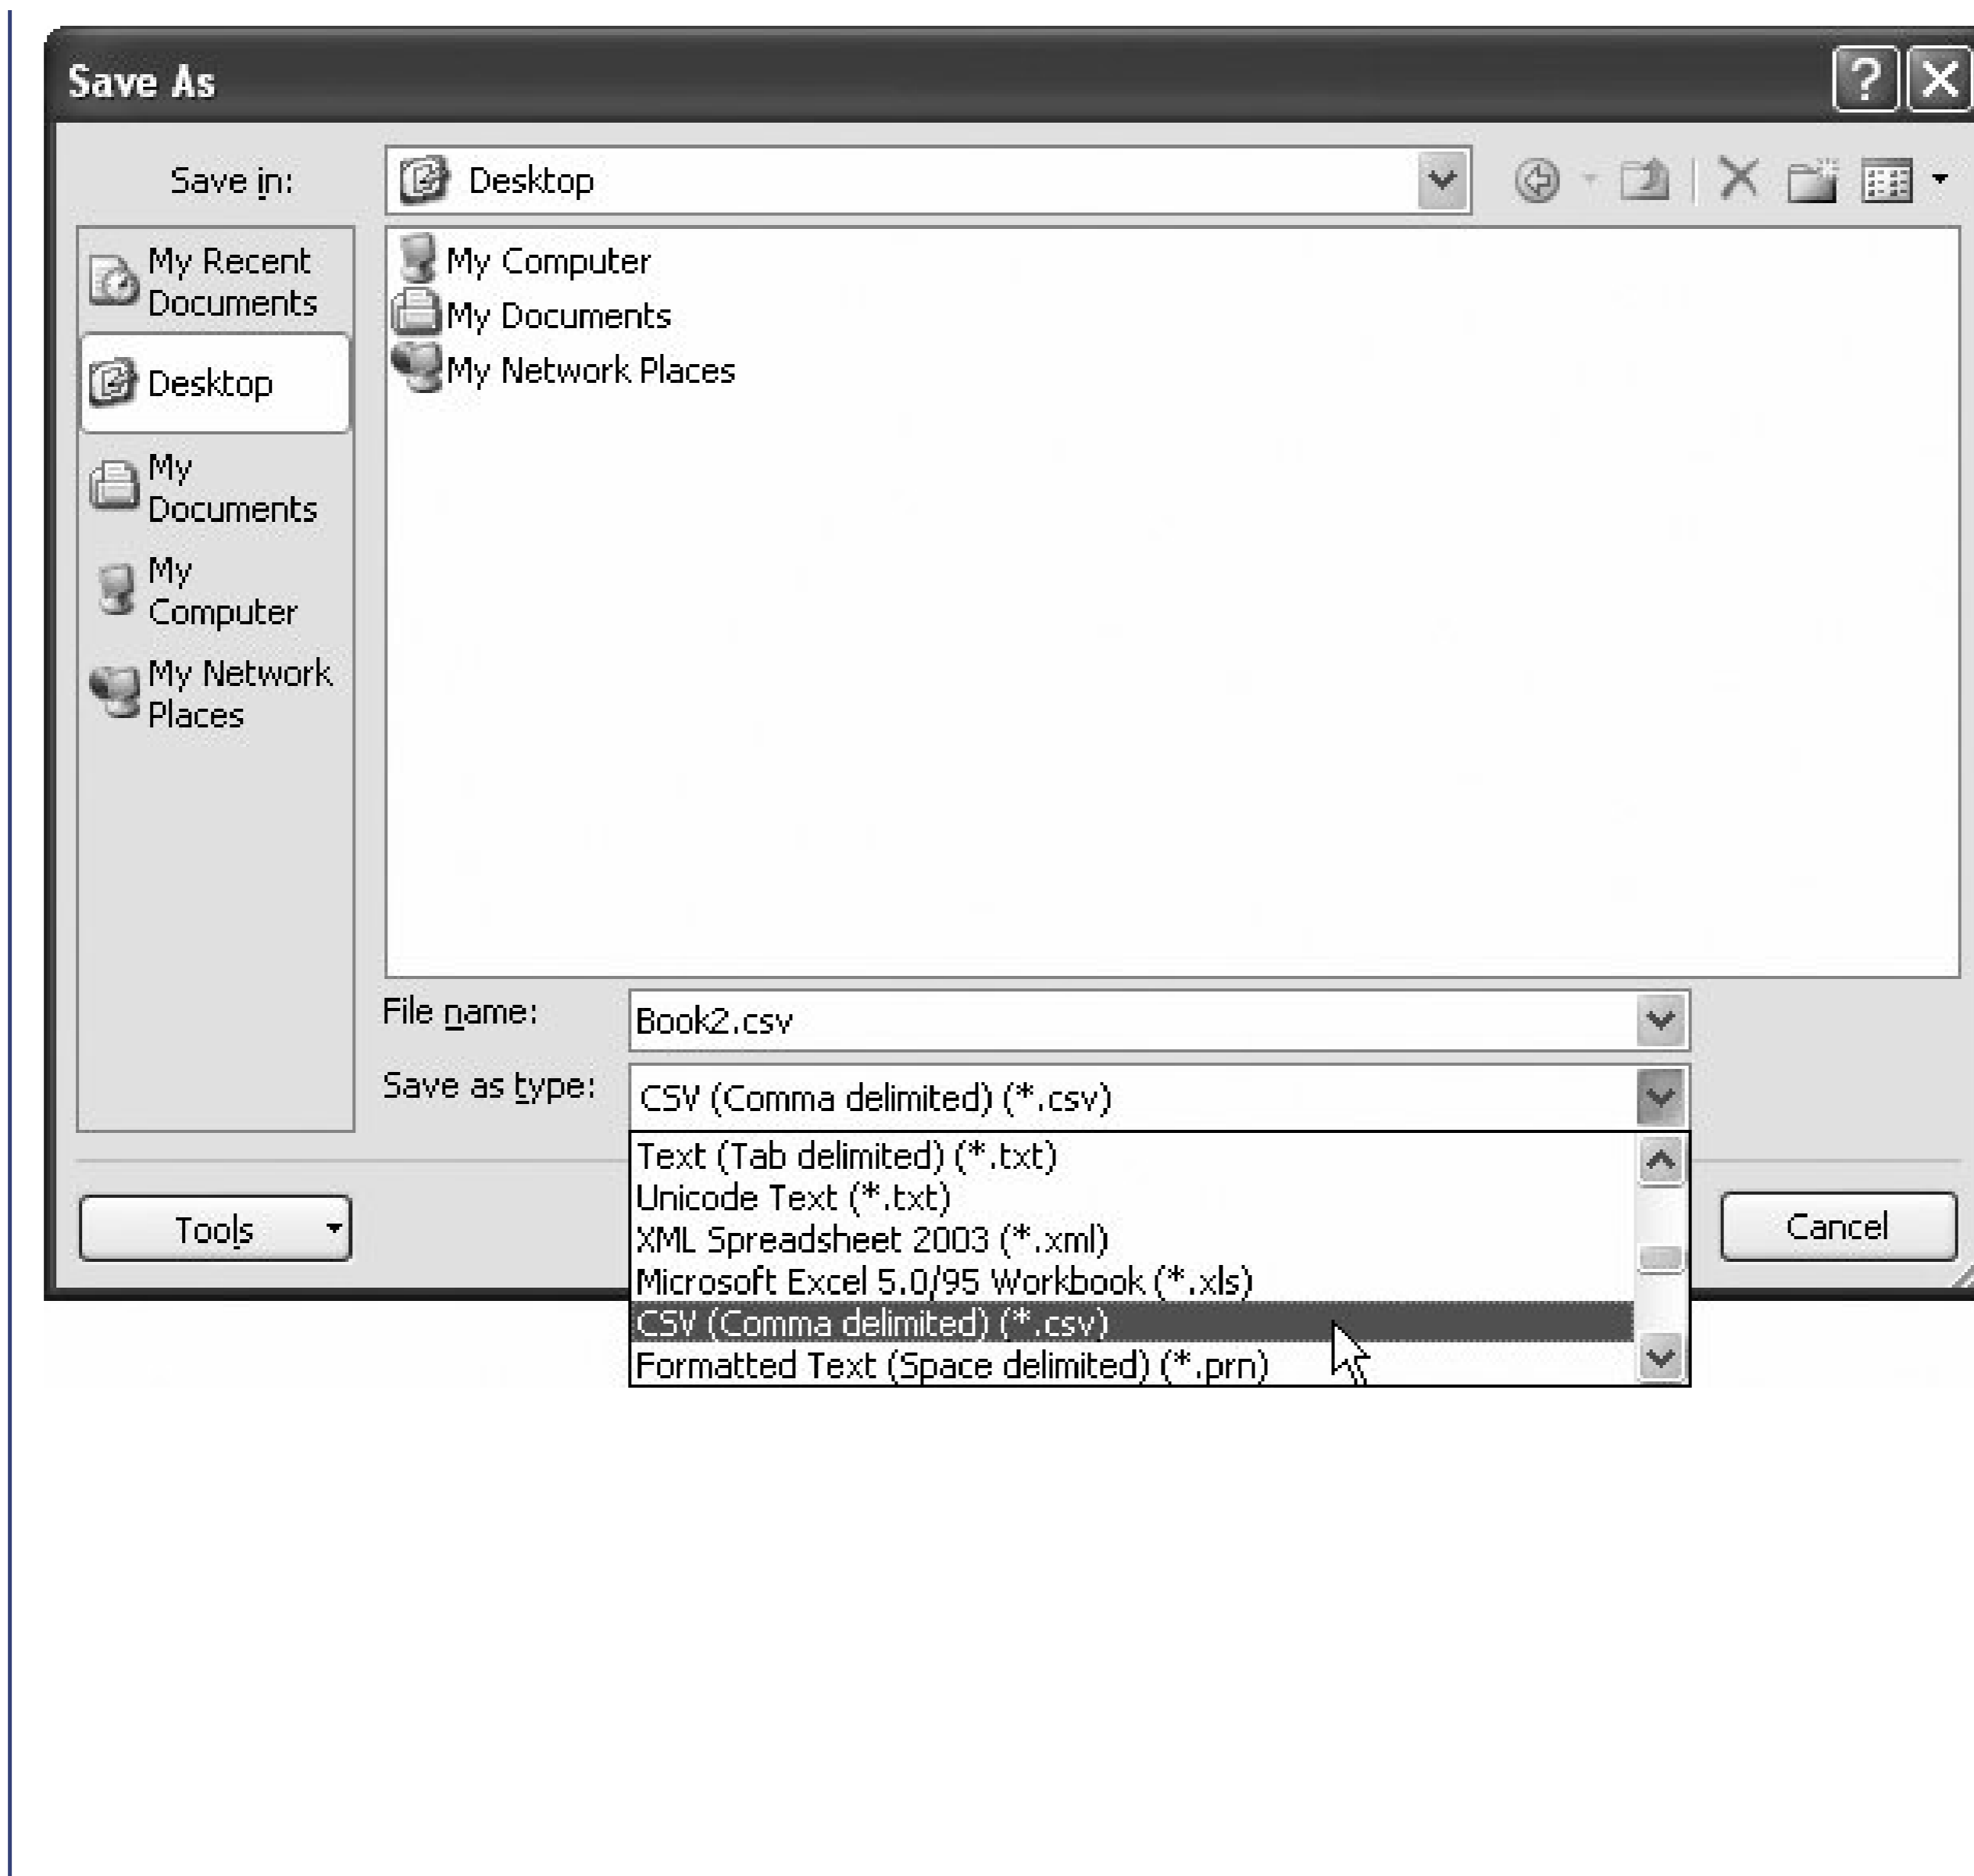 Save As
Save in:
Desktop
My Recent
Documents
Desktop
My
Documents
My
Computer
My Network
Places
My Computer
My Documents
My Network Places
File name:
Book2.csv
Save as type:
CSV (Comma delimited) (*.csv)
Text (Tab delimited) (*.txt)
Unicode Text (*.txt)
XML Spreadsheet 2003 (*.xml)
Microsoft Excel 5.0/95 Workbook (*.xls)
CSV (Comma delimited) (*.csv)
Formatted Text (Space delimited) (*.prn)
Tools
Cancel